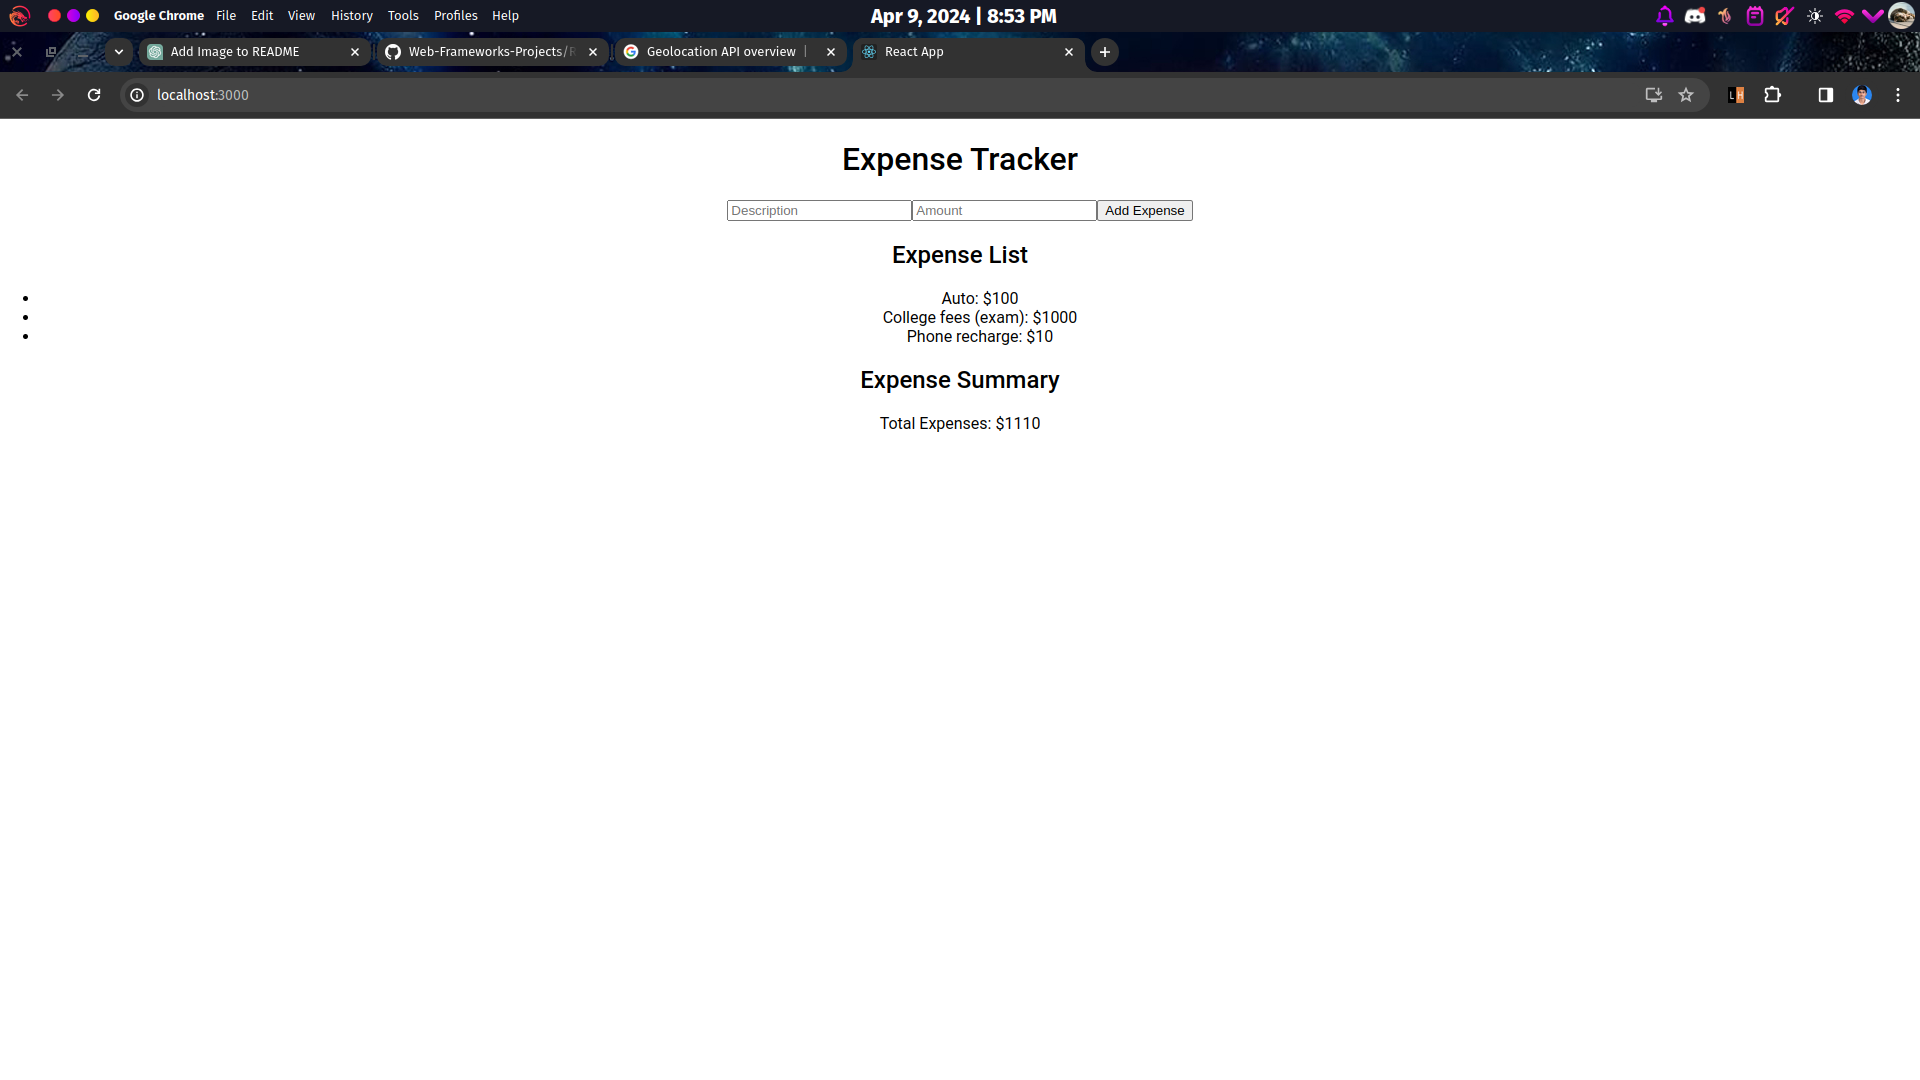 Google Chrome File Edit View History Tools Profiles Help
Apr 9, 2024 | 8:53 PM
Add Image to README
Web-Frameworks-Projects/R
Geolocation API overview |
React App
localhost:3000
L H
Expense Tracker
Description Amount Add Expense
Expense List
• Auto: $100
• College fees (exam): $1000
• Phone recharge: $10
Expense Summary
Total Expenses: $1110